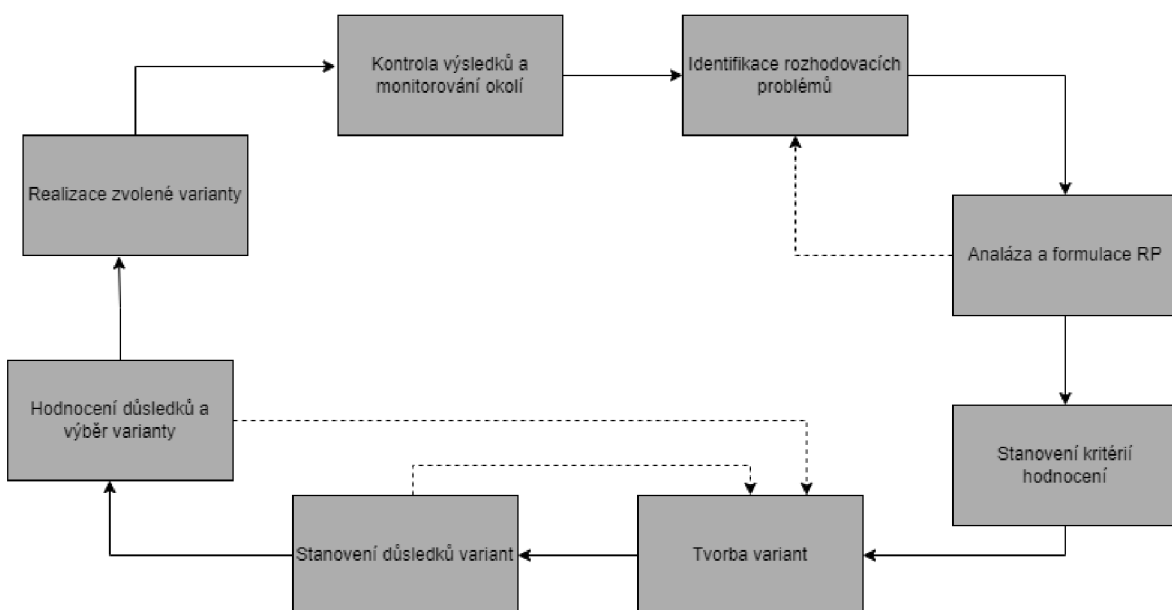 Kontrola výsledků a
monitorování okolí
Identifikace rozhodovacích
problémů
Realizace zvolené varianty
Analáza a formulace RP
Hodnocení důsledků a
výběr varianty
Stanovení kritérií
hodnocení
Stanovení důsledků variant
Tvorba variant